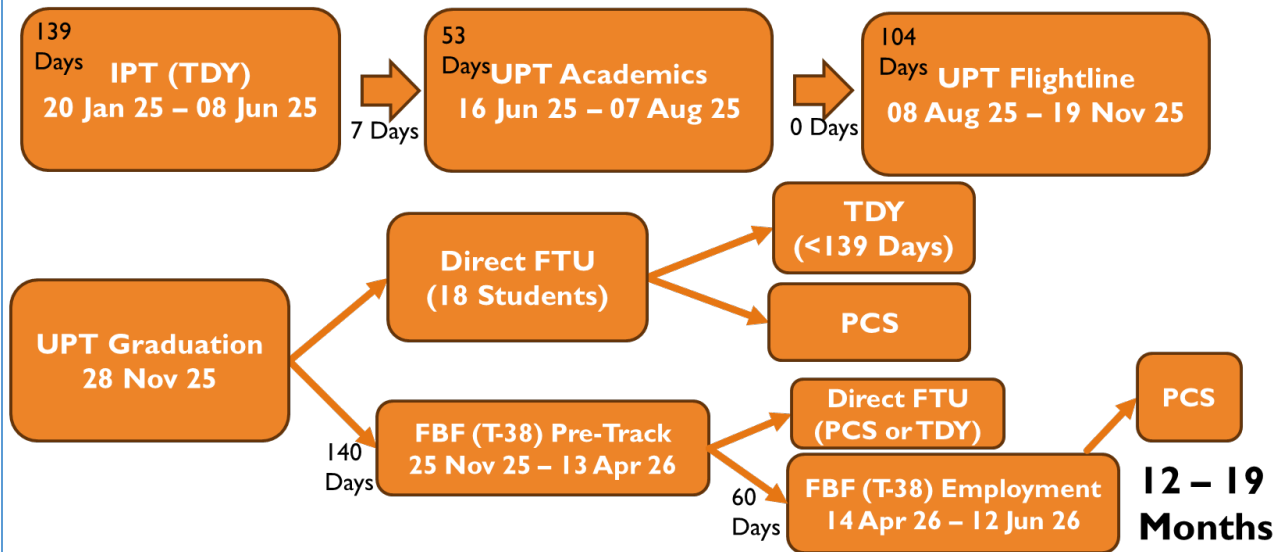 139
Days
IPT (TDY)
20 Jan 25 – 08 Jun 25
7 Days
53
Days
UPT Academics
16 Jun 25 – 07 Aug 25
0 Days
104
Days
UPT Flightline
08 Aug 25 – 19 Nov 25
UPT Graduation
28 Nov 25
Direct FTU
(18 Students)
TDY
(<139 Days)
PCS
140
Days
FBF (T-38) Pre-Track
25 Nov 25 – 13 Apr 26
Direct FTU
(PCS or TDY)
60
Days
FBF (T-38) Employment
14 Apr 26 – 12 Jun 26
PCS
12 – 19
Months